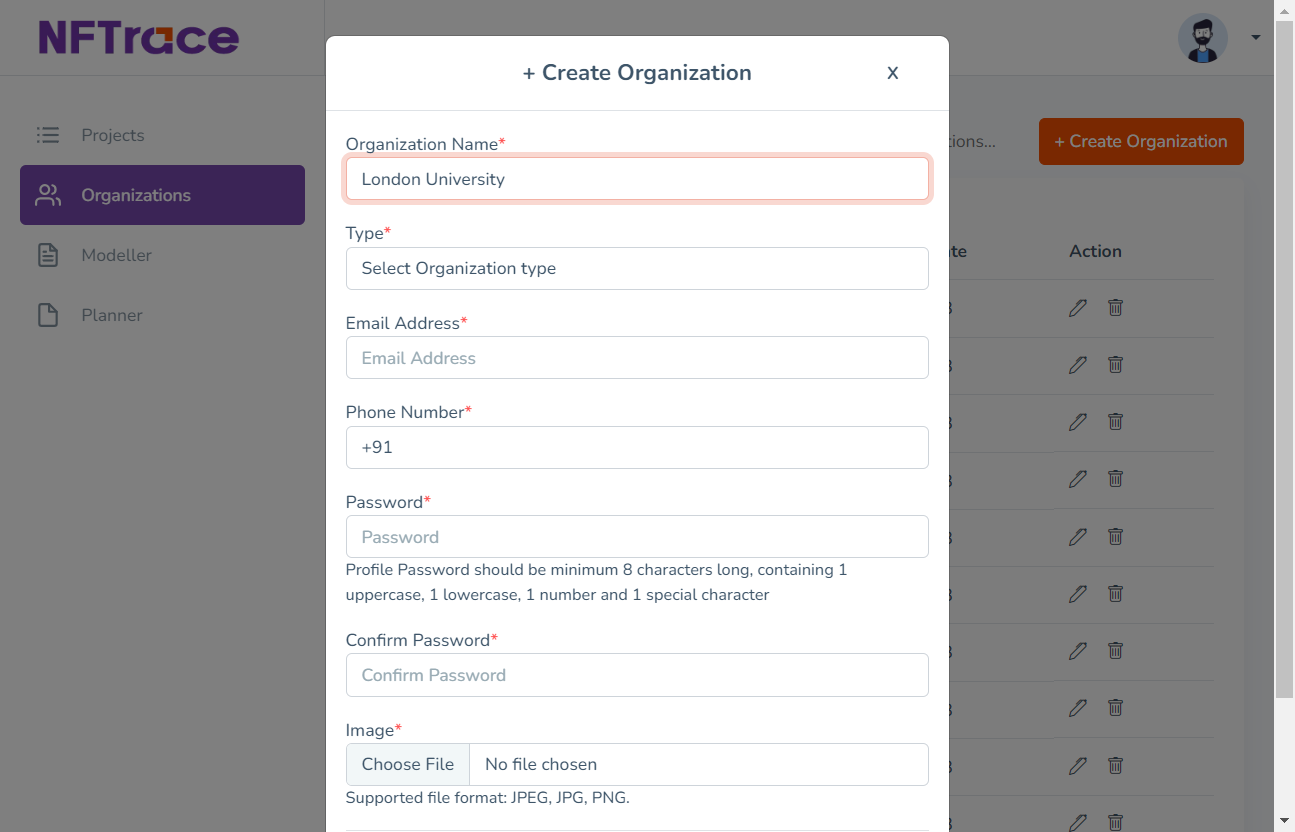 NFTrace
+ Create Organization
X
Projects
Organizations
Modeller
Planner
+ Create Organization
Action
Organization Name*
London University
Type*
Select Organization type
Email Address*
Email Address
Phone Number*
+91
Password*
Password
Profile Password should be minimum 8 characters long, containing 1
uppercase, 1 lowercase, 1 number and 1 special character
Confirm Password*
Confirm Password
Image*
Choose File No file chosen
Supported file format: JPEG, JPG, PNG.